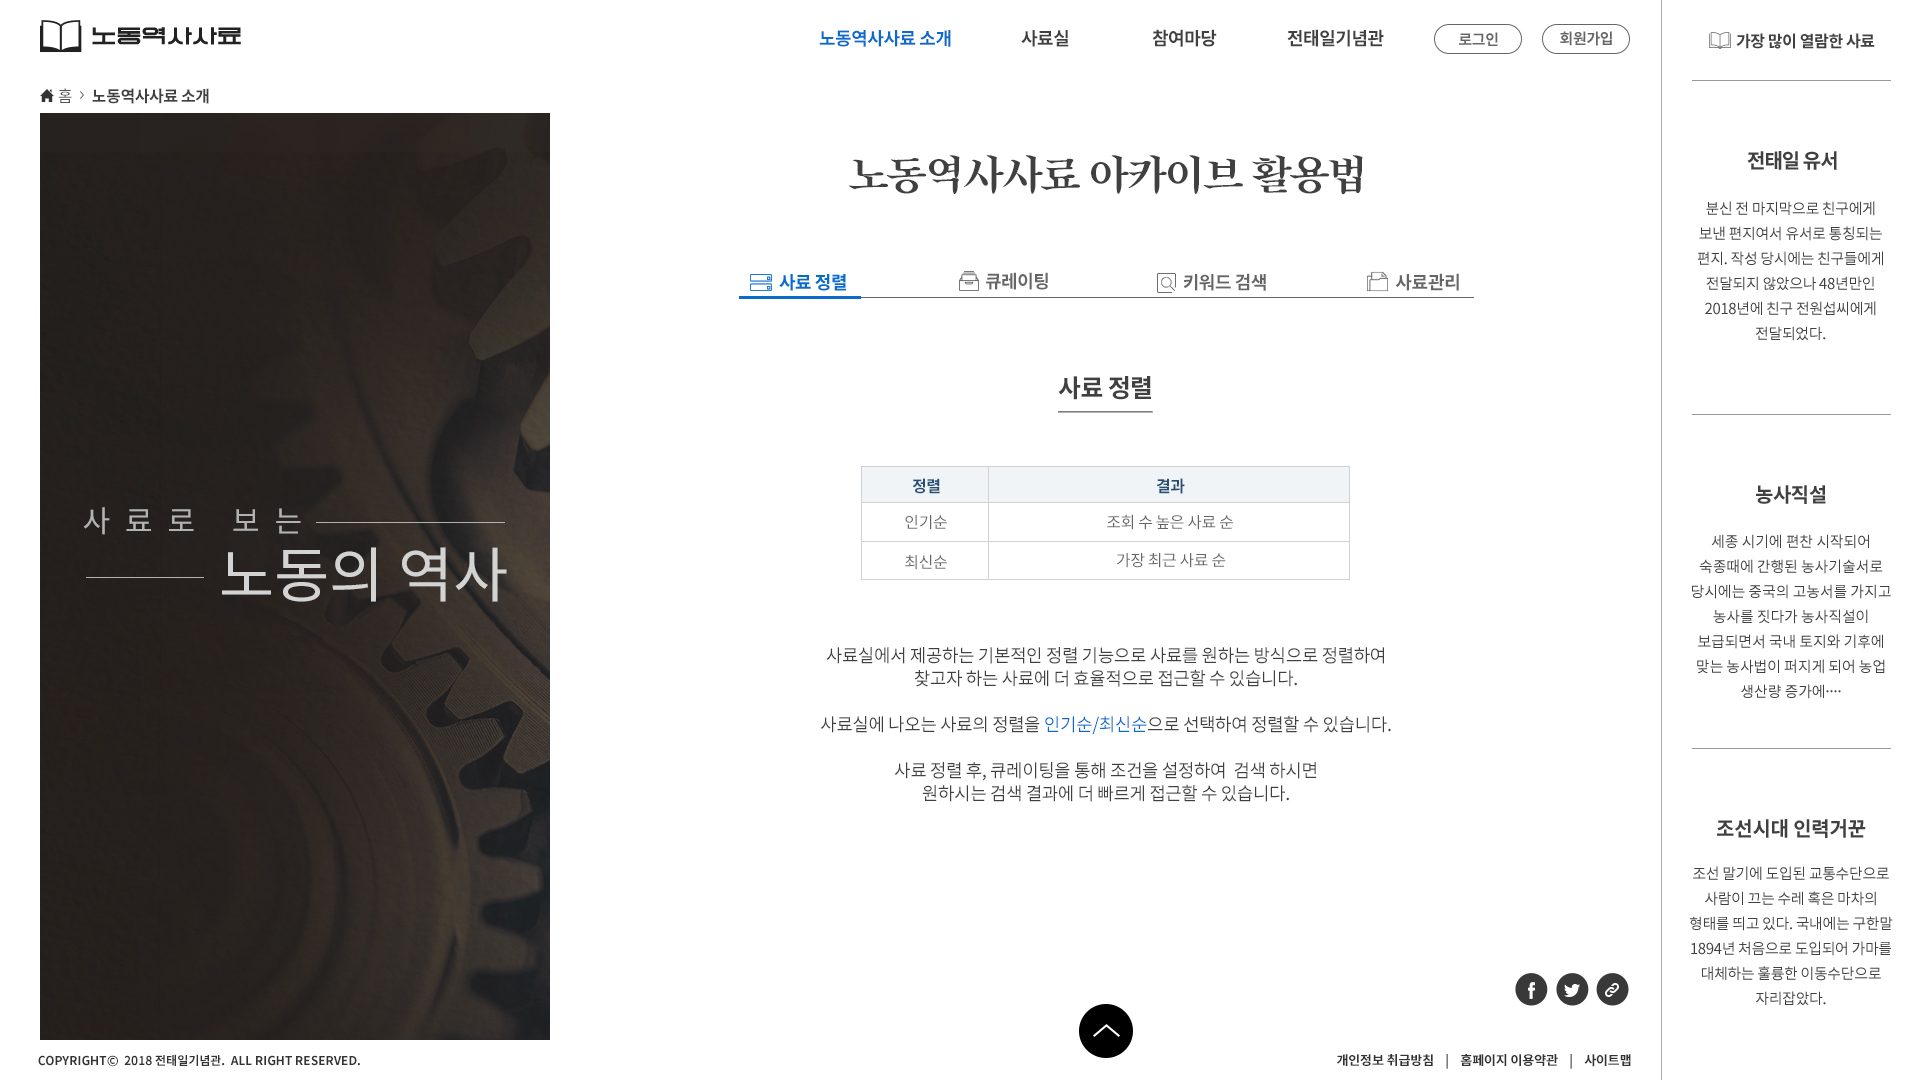 노동역사사료
노동역사사료 소개
사료실
참여마당
전태일기념관
로그인
회원가입
홈 > 노동역사사료 소개
사료로 보는
노동의 역사
노동역사사료 아카이브 활용법
사료 정렬
큐레이팅
키워드 검색
사료관리
사료 정렬
정렬 결과
인기순 조회 수 높은 사료 순
최신순 가장 최근 사료 순
사료실에서 제공하는 기본적인 정렬 기능으로 사료를 원하는 방식으로 정렬하여
찾고자 하는 사료에 더 효율적으로 접근할 수 있습니다.
사료실에 나오는 사료의 정렬을 인기순/최신순으로 선택하여 정렬할 수 있습니다.
사료 정렬 후, 큐레이팅을 통해 조건을 설정하여 검색 하시면
원하시는 검색 결과에 더 빠르게 접근할 수 있습니다.
COPYRIGHT© 2018 전태일기념관. ALL RIGHT RESERVED.
개인정보 취급방침 | 홈페이지 이용약관 | 사이트맵
가장 많이 열람한 사료
전태일 유서
분신 전 마지막으로 친구에게
보낸 편지여서 유서로 통칭되는
편지. 작성 당시에는 친구들에게
전달되지 않았으나 48년만인
2018년에 친구 전원섭씨에게
전달되었다.
농사직설
세종 시기에 편찬 시작되어
숙종때에 간행된 농사기술서로
당시에는 중국의 고농서를 가지고
농사를 짓다가 농사직설이
보급되면서 국내 토지와 기후에
맞는 농사법이 퍼지게 되어 농업
생산량 증가에····
조선시대 인력거꾼
조선 말기에 도입된 교통수단으로
사람이 끄는 수레 혹은 마차의
형태를 띄고 있다. 국내에는 구한말
1894년 처음으로 도입되어 가마를
대체하는 훌륭한 이동수단으로
자리잡았다.